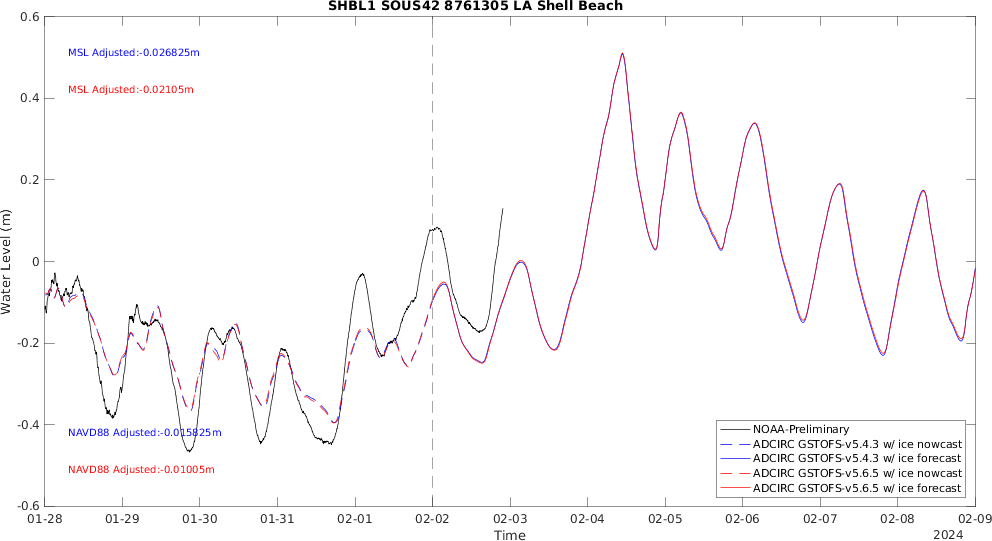 SHBL1 SOUS42 8761305 LA Shell Beach
0.6
MSL Adjusted:-0.026825m
MSL Adjusted:-0.02105m
0.4
0.2
0
-0.2
-0.4
-0.6
Water Level (m)
NAVD88 Adjusted:-0.015825m
NAVD88 Adjusted:-0.01005m
NOAA-Preliminary
ADCIRC GSTOFS-v5.4.3 w/ ice nowcast
ADCIRC GSTOFS-v5.4.3 w/ ice forecast
ADCIRC GSTOFS-v5.6.5 w/ ice nowcast
ADCIRC GSTOFS-v5.6.5 w/ ice forecast
01-28 01-29 01-30 01-31 02-01 02-02 02-03 02-04 02-05 02-06 02-07 02-08 02-09
Time
2024